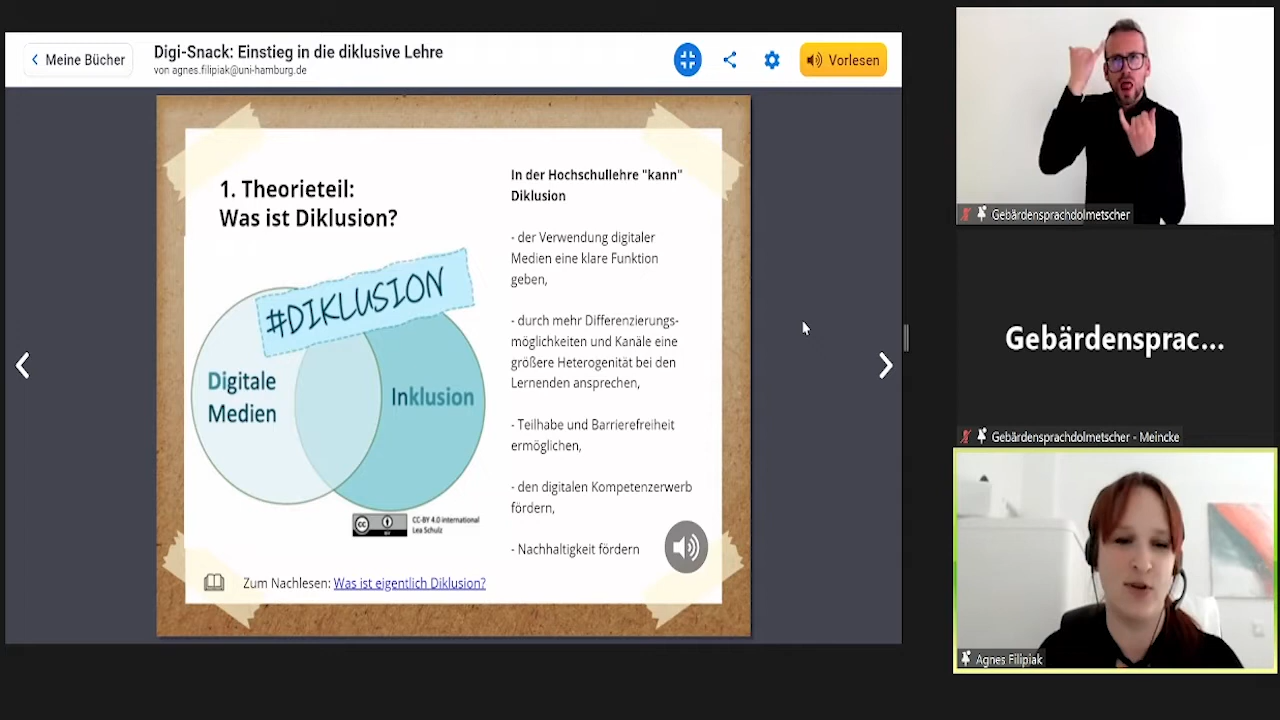 Meine Bücher
Digi-Snack: Einstieg in die diklusive Lehre
von agnes.filipiak@uni-hamburg.de
Vorlesen
1. Theorieteil:
Was ist Diklusion?
#DIKLUSION
Digitale
Medien
Inklusion
CC-BY 4.0 international
Lea Schulz
Zum Nachlesen: Was ist eigentlich Diklusion?
In der Hochschullehre "kann"
Diklusion
- der Verwendung digitaler
Medien eine klare Funktion
geben,
- durch mehr Differenzierungs-
möglichkeiten und Kanäle eine
größere Heterogenität bei den
Lernenden ansprechen,
- Teilhabe und Barrierefreiheit
ermöglichen,
- den digitalen Kompetenzerwerb
fördern,
- Nachhaltigkeit fördern
Gebärdensprachdolmetscher
Gebärdensprac...
Gebärdensprachdolmetscher - Meincke
Agnes Filipiak